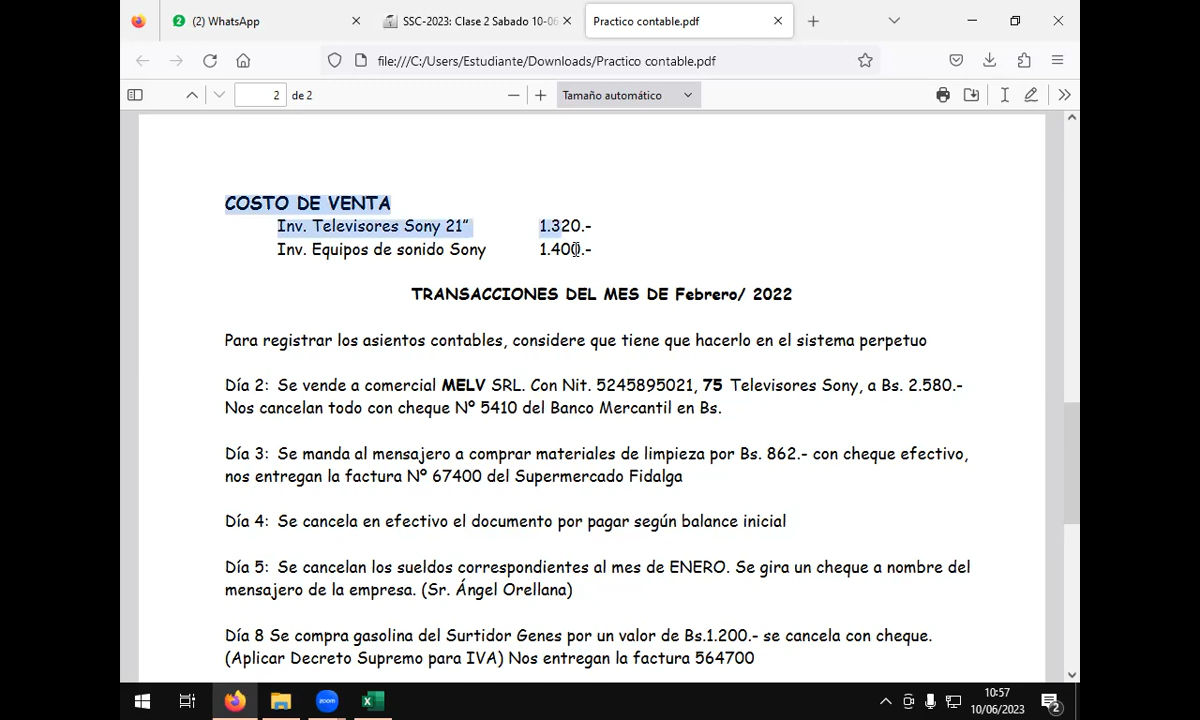 (2) WhatsApp
SSC-2023: Clase 2 Sabado 10-06
Practico contable.pdf
file:///C:/Users/Estudiante/Downloads/Practico contable.pdf
2 de 2
Tamaño automático
COSTO DE VENTA
Inv. Televisores Sony 21” 1.320.-
Inv. Equipos de sonido Sony 1.400.-
TRANSACCIONES DEL MES DE Febrero/ 2022
Para registrar los asientos contables, considere que tiene que hacerlo en el sistema perpetuo
Día 2: Se vende a comercial MELV SRL. Con Nit. 5245895021, 75 Televisores Sony, a Bs. 2.580.-
Nos cancelan todo con cheque Nº 5410 del Banco Mercantil en Bs.
Día 3: Se manda al mensajero a comprar materiales de limpieza por Bs. 862.- con cheque efectivo,
nos entregan la factura Nº 67400 del Supermercado Fidalga
Día 4: Se cancela en efectivo el documento por pagar según balance inicial
Día 5: Se cancelan los sueldos correspondientes al mes de ENERO. Se gira un cheque a nombre del
mensajero de la empresa. (Sr. Ángel Orellana)
Día 8 Se compra gasolina del Surtidor Genes por un valor de Bs.1.200.- se cancela con cheque.
(Aplicar Decreto Supremo para IVA) Nos entregan la factura 564700
zoom
10:57
10/06/2023
2